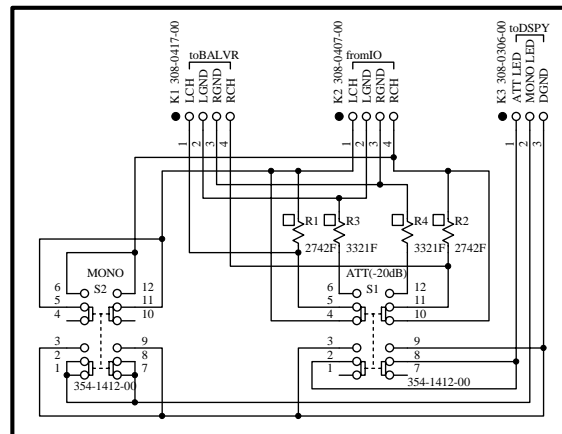 toBALVR
fromIO
toDSPY
K1 308-0417-00
LCH
LGND
RGND
RCH
K2 308-0407-00
LCH
LGND
RGND
RCH
K3 308-0306-00
ATT LED
MONO LED
DGND
1 2 3 4
1 2 3 4
1 2 3
R1 R3 R4 R2
2742F 3321F 3321F 2742F
MONO
ATT(-20dB)
6 S2 12
5 11
4 10
3 9
2 8
1 7
354-1412-00
6 S1 12
5 11
4 10
3 9
2 8
1 7
354-1412-00